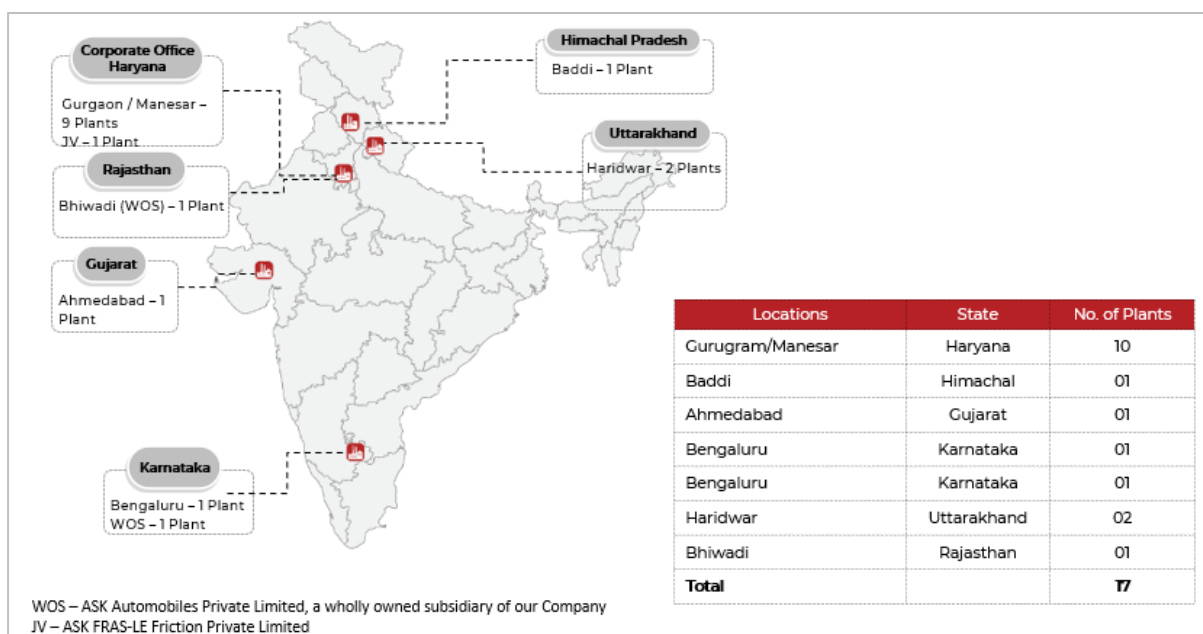 Corporate Office
Haryana
Gurgaon / Manesar –
9 Plants
JV – 1 Plant
Rajasthan
Bhiwadi (WOS) – 1 Plant
Gujarat
Ahmedabad – 1
Plant
Karnataka
Bengaluru – 1 Plant
WOS – 1 Plant
Himachal Pradesh
Baddi – 1 Plant
Uttarakhand
Haridwar – 2 Plants
Locations State No. of Plants
Gurugram/Manesar Haryana 10
Baddi Himachal 01
Ahmedabad Gujarat 01
Bengaluru Karnataka 01
Bengaluru Karnataka 01
Haridwar Uttarakhand 02
Bhiwadi Rajasthan 01
Total 17
WOS – ASK Automobiles Private Limited, a wholly owned subsidiary of our Company
JV – ASK FRAS-LE Friction Private Limited